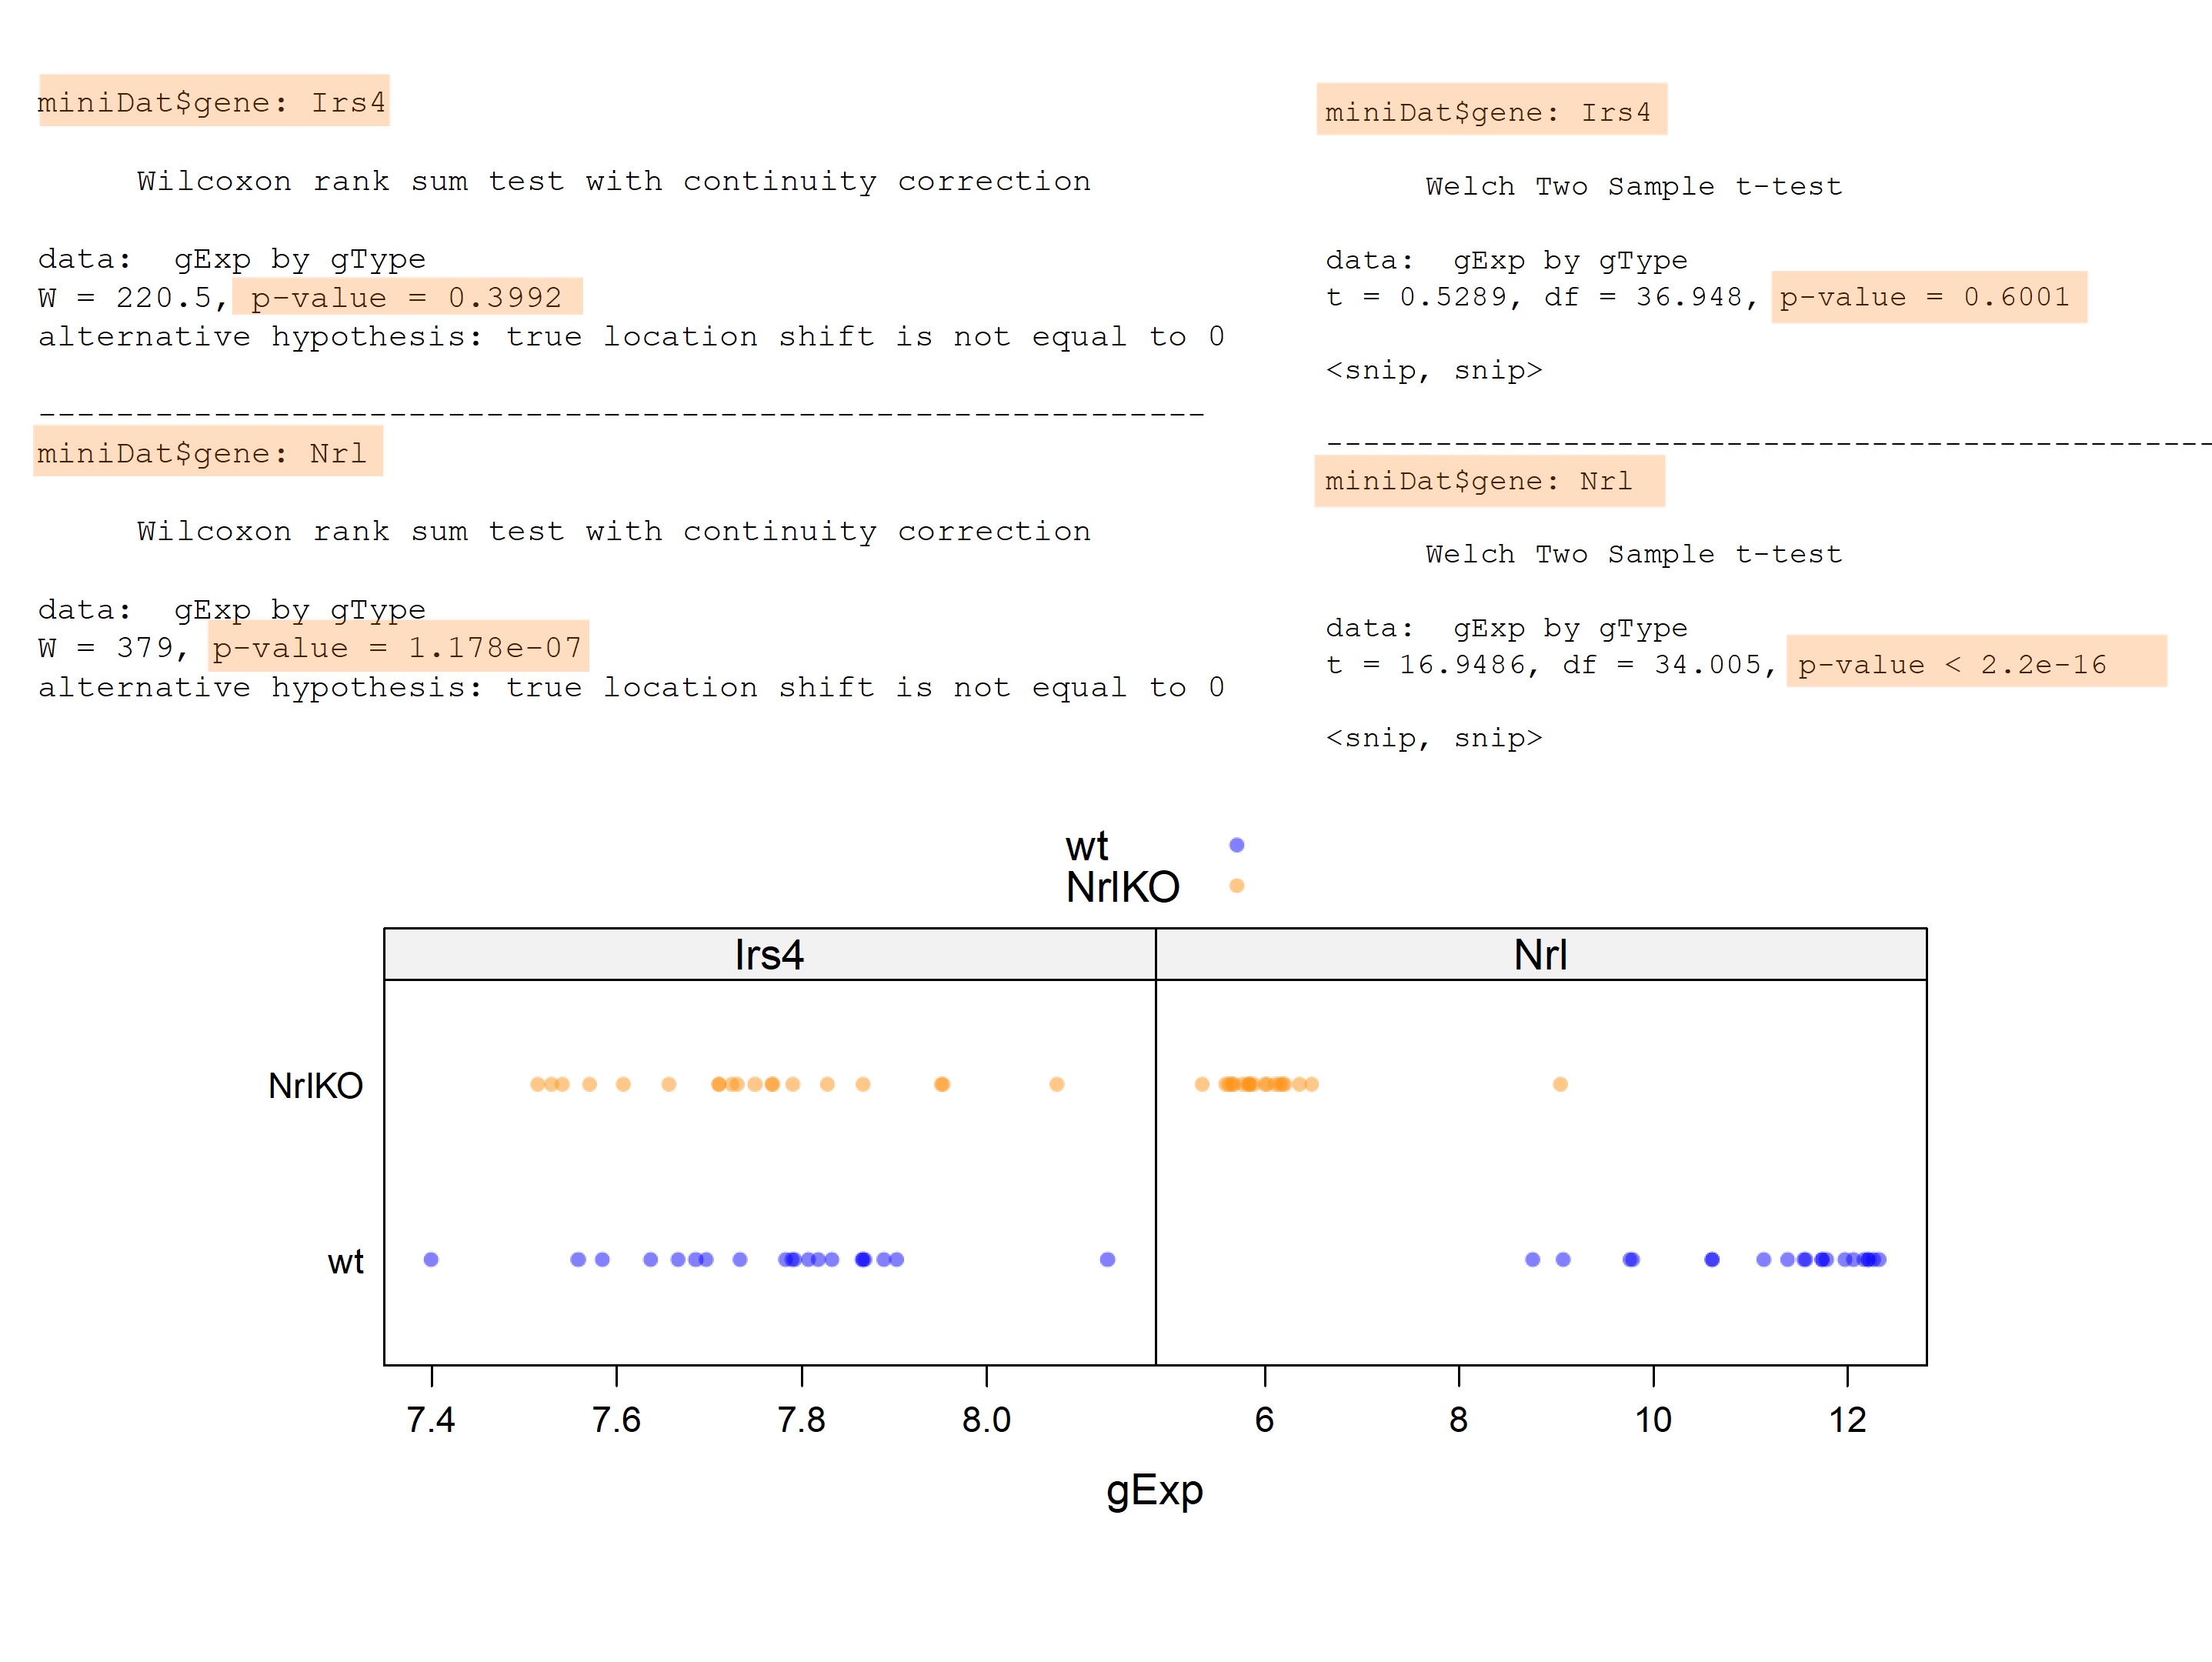 miniDat$gene: Irs4
Wilcoxon rank sum test with continuity correction
data:  gExp by gType
W = 220.5, p-value = 0.3992
alternative hypothesis: true location shift is not equal to 0
------------------------------------------------------------
miniDat$gene: Nrl
Wilcoxon rank sum test with continuity correction
data:  gExp by gType
W = 379, p-value = 1.178e-07
alternative hypothesis: true location shift is not equal to 0
miniDat$gene: Irs4
Welch Two Sample t-test
data:  gExp by gType
t = 0.5289, df = 36.948, p-value = 0.6001
<snip, snip>
-------------------------------------------------
miniDat$gene: Nrl
Welch Two Sample t-test
data:  gExp by gType
t = 16.9486, df = 34.005, p-value < 2.2e-16
<snip, snip>
wt
NrlKO
Irs4
Nrl
NrlKO
wt
7.4 7.6 7.8 8.0 6 8 10 12
gExp